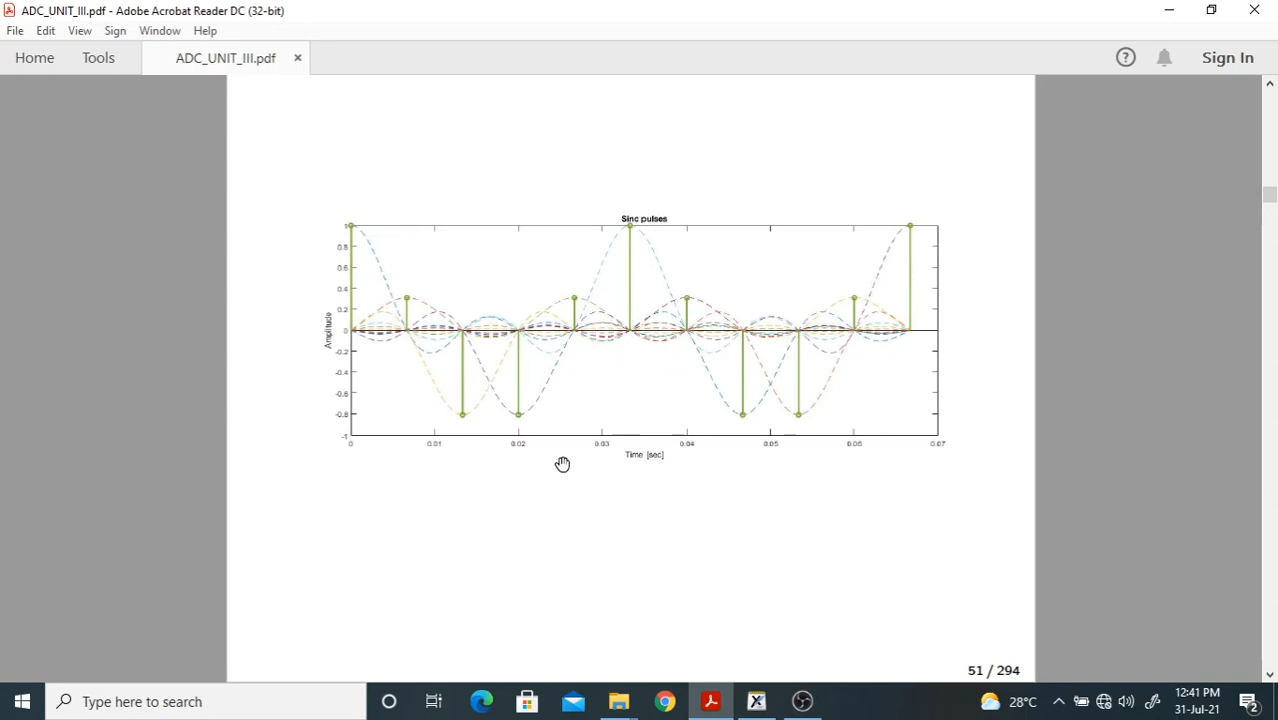 ADC_UNIT_III.pdf - Adobe Acrobat Reader DC (32-bit)
File Edit View Sign Window Help
Home Tools ADC_UNIT_III.pdf × ? Sign In
Sinc pulses
1
0.8
0.6
0.4
0.2
0
-0.2
-0.4
-0.6
-0.8
-1
Amplitude
0 0.01 0.02 0.03 0.04 0.05 0.06 0.07
Time [sec]
51 / 294
Type here to search
28°C
12:41 PM
31-Jul-21
2